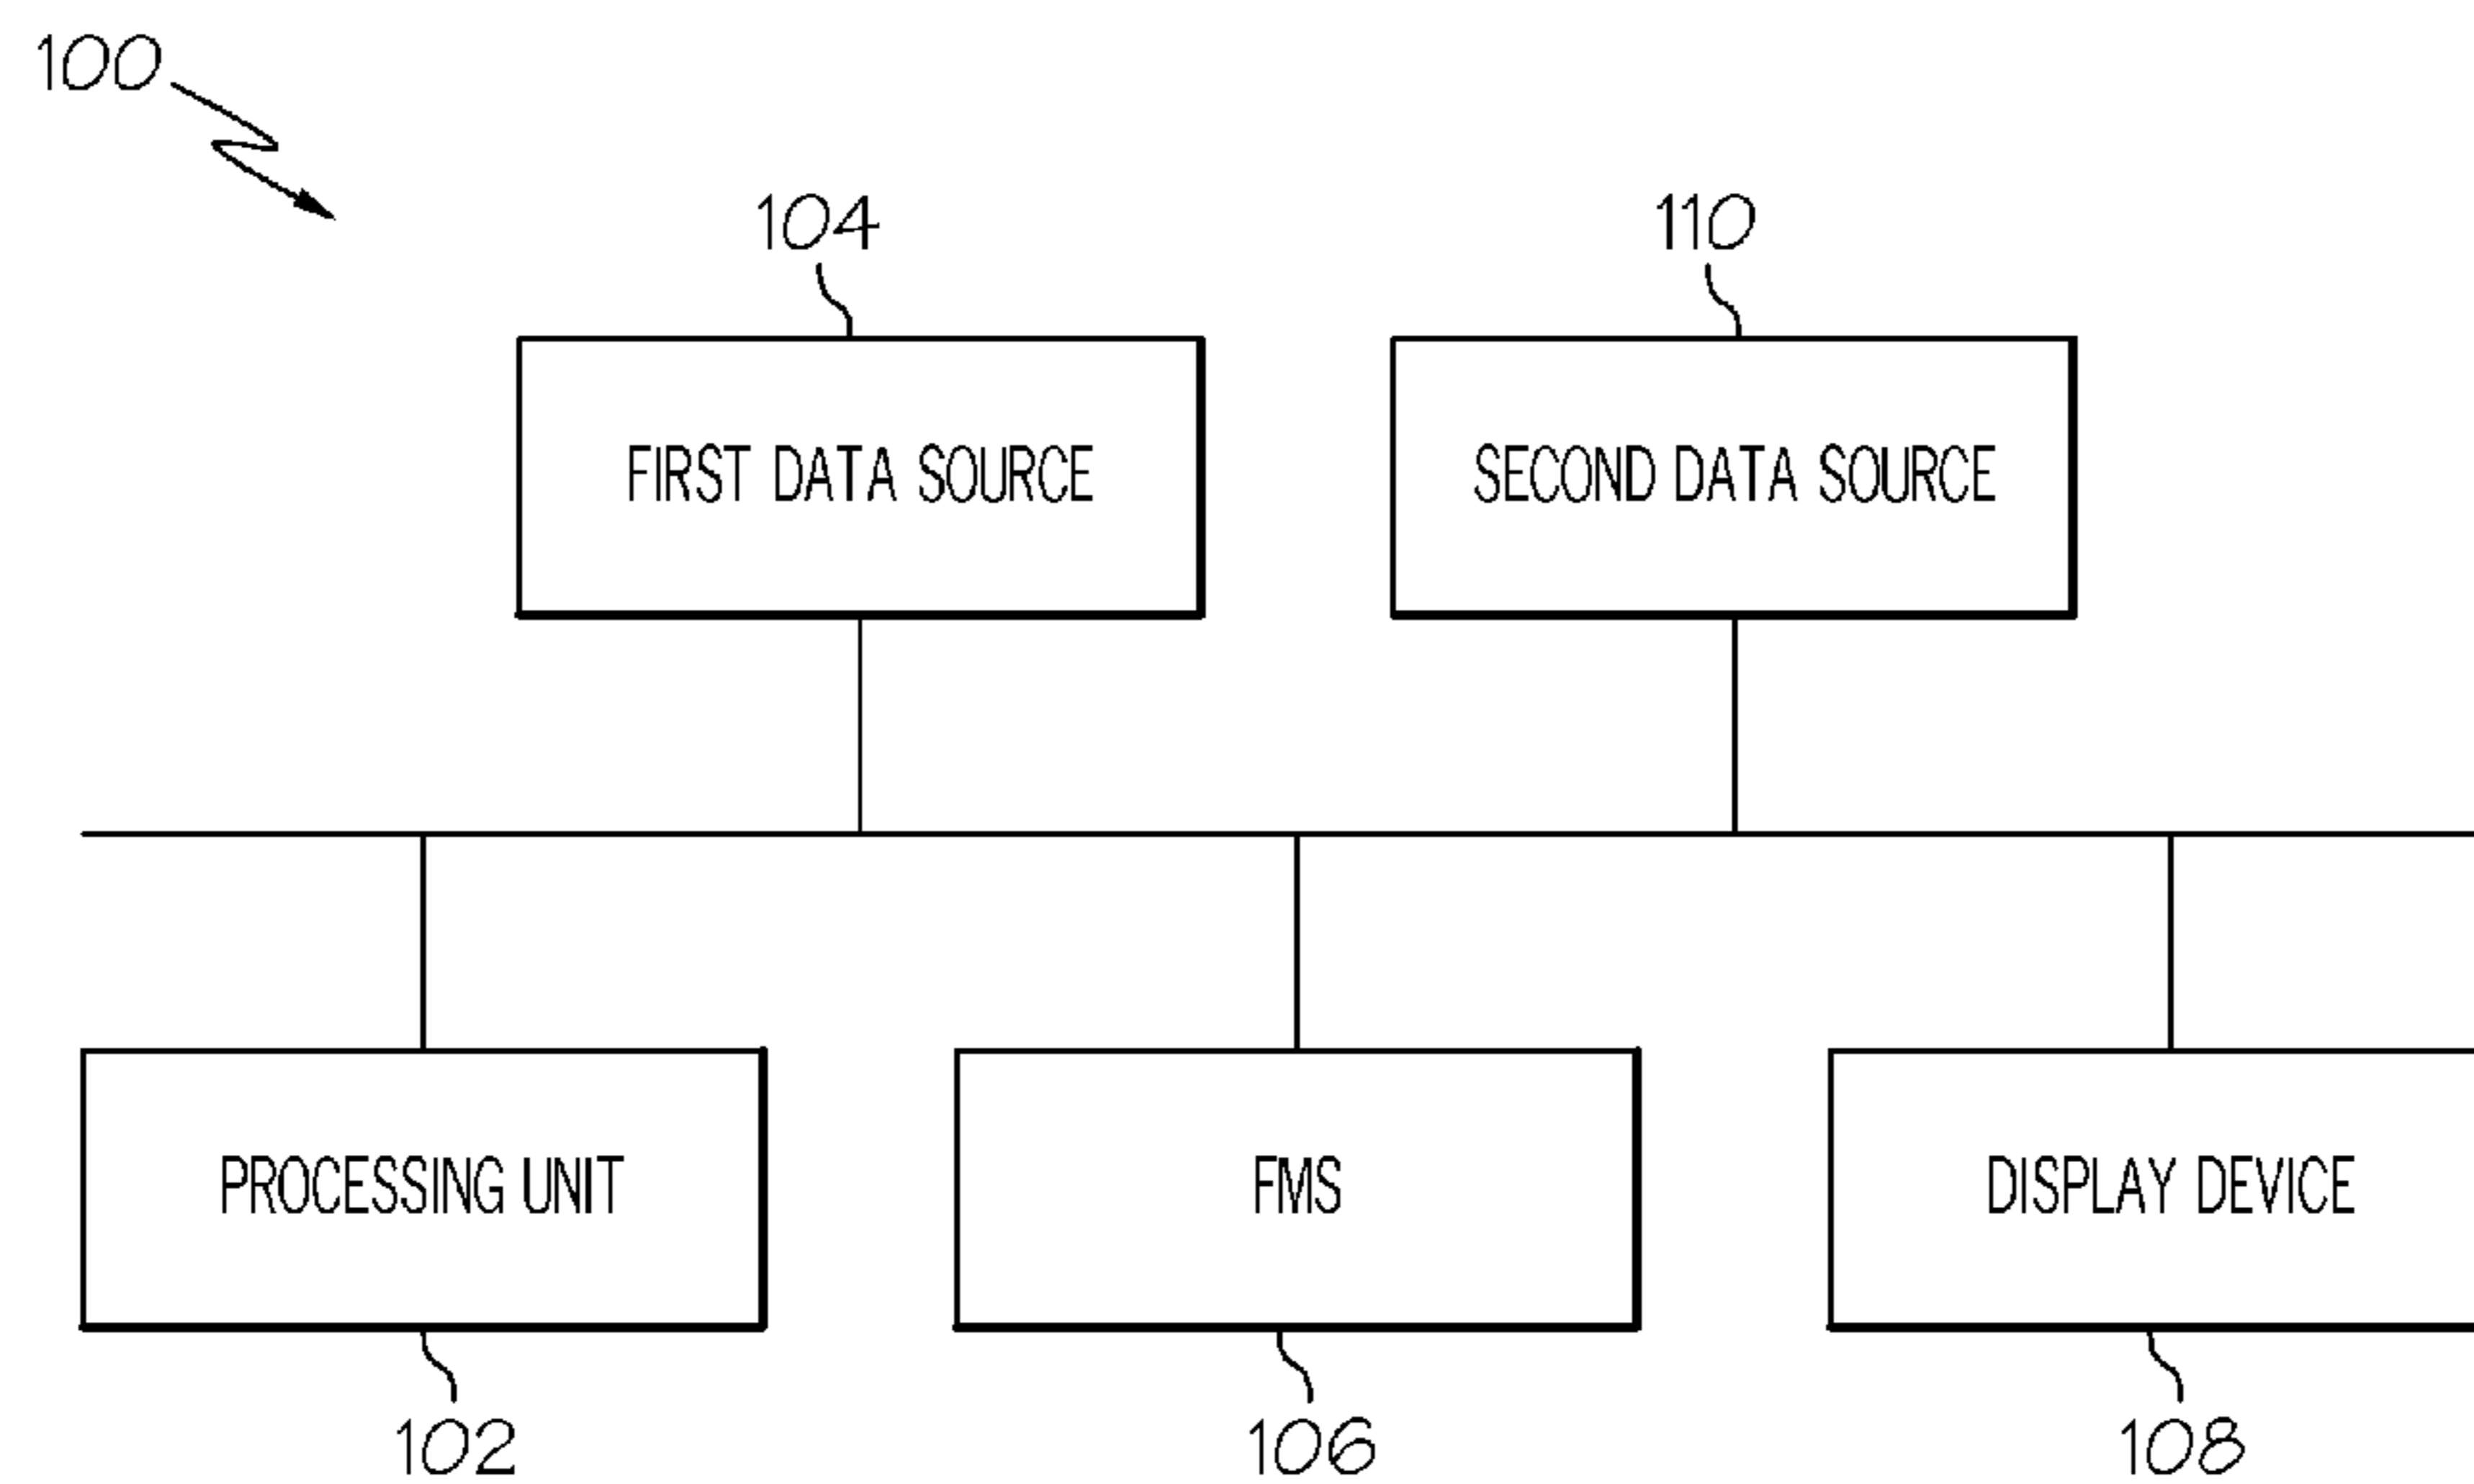 100
104
110
FIRST DATA SOURCE
SECOND DATA SOURCE
PROCESSING UNIT
FMS
DISPLAY DEVICE
102
106
108